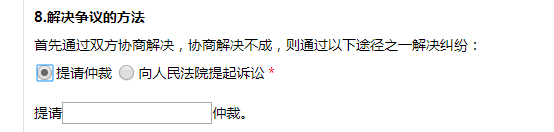 8.解决争议的方法
首先通过双方协商解决，协商解决不成，则通过以下途径之一解决纠纷：
提请仲裁 向人民法院提起诉讼 *
提请 仲裁。